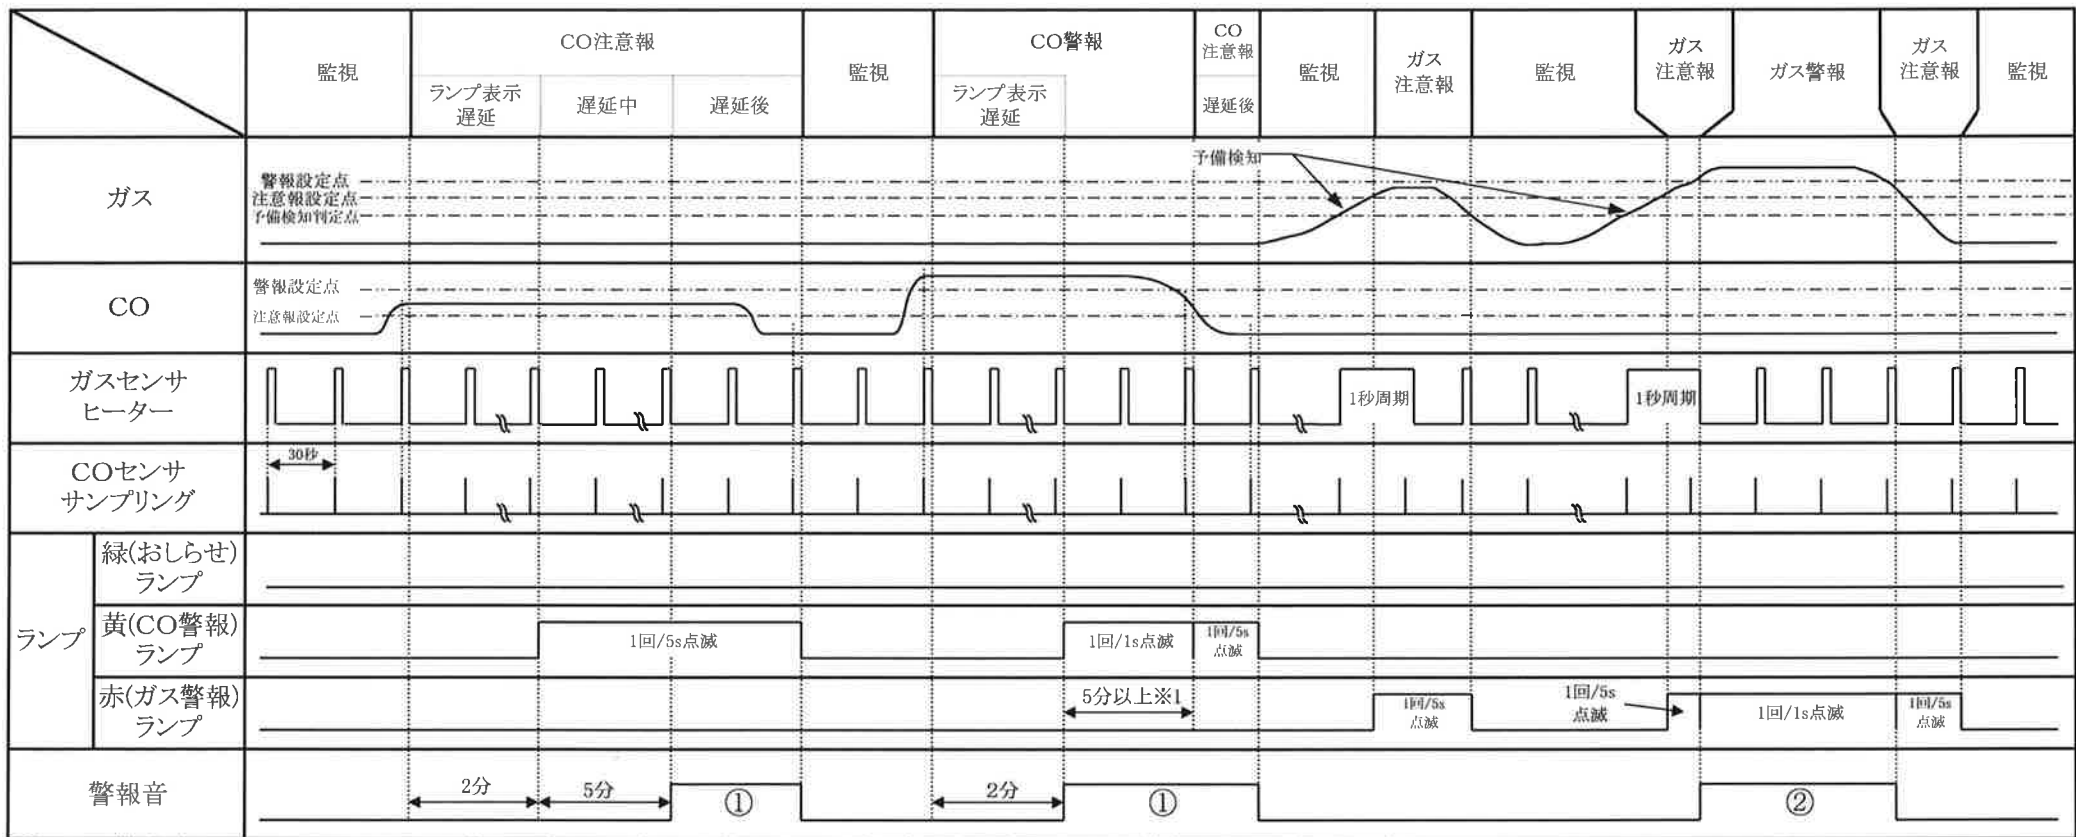 監視
CO注意報
ランプ表示
遅延
遅延中
遅延後
監視
CO警報
ランプ表示
遅延
CO
注意報
遅延後
監視
ガス
注意報
監視
ガス
注意報
ガス警報
ガス
注意報
監視
ガス
警報設定点
注意報設定点
予備検知判定点
予備検知
CO
警報設定点
注意報設定点
ガスセンサ
ヒーター
1秒周期
1秒周期
COセンサ
サンプリング
30秒
ランプ
緑(おしらせ)
ランプ
黄(CO警報)
ランプ
1回/5s点滅
1回/1s点滅
1回/5s
点滅
赤(ガス警報)
ランプ
5分以上※1
1回/5s
点滅
1回/5s
点滅
1回/1s点滅
1回/5s
点滅
警報音
2分
5分
①
2分
①
②